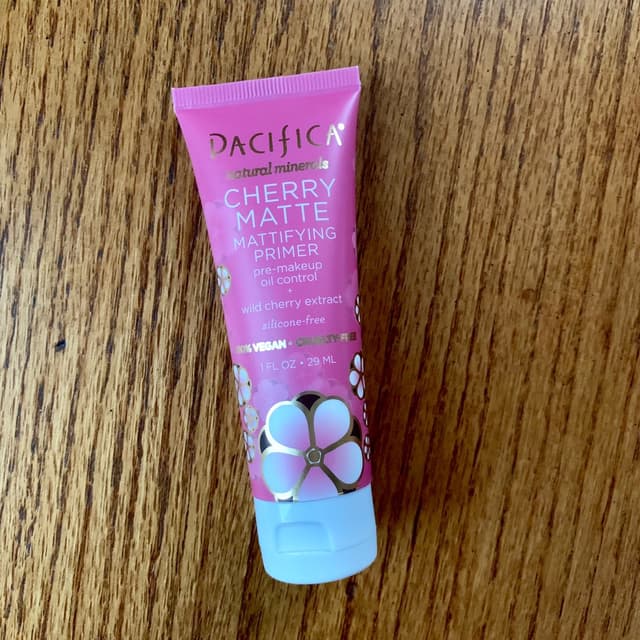 PACIFICA
natural minerals
CHERRY
MATTE
MATTIFYING
PRIMER
pre-makeup
oil control
•
wild cherry extract
silicone-free
100% VEGAN • CRUELTY-FREE
1 FL OZ • 29 ML